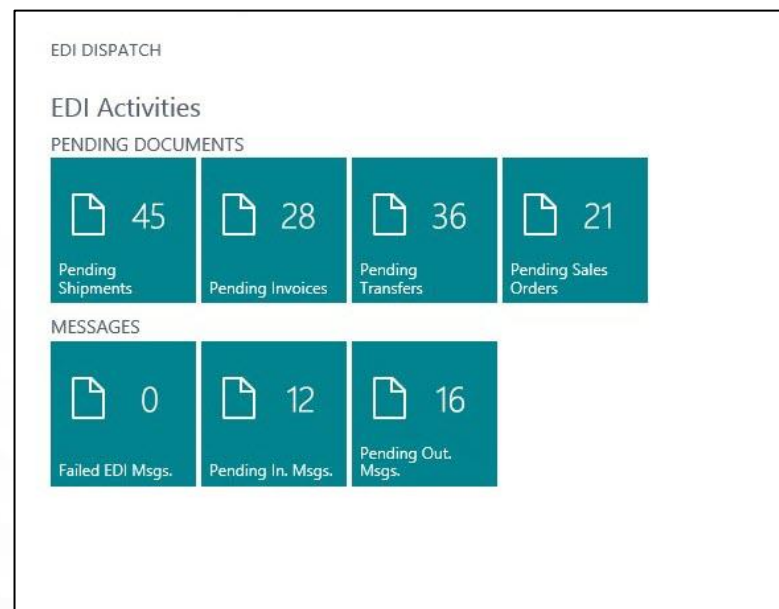 EDI DISPATCH
EDI Activities
PENDING DOCUMENTS
45
Pending
Shipments
28
Pending Invoices
36
Pending
Transfers
21
Pending Sales
Orders
MESSAGES
0
Failed EDI Msgs.
12
Pending In. Msgs.
16
Pending Out.
Msgs.